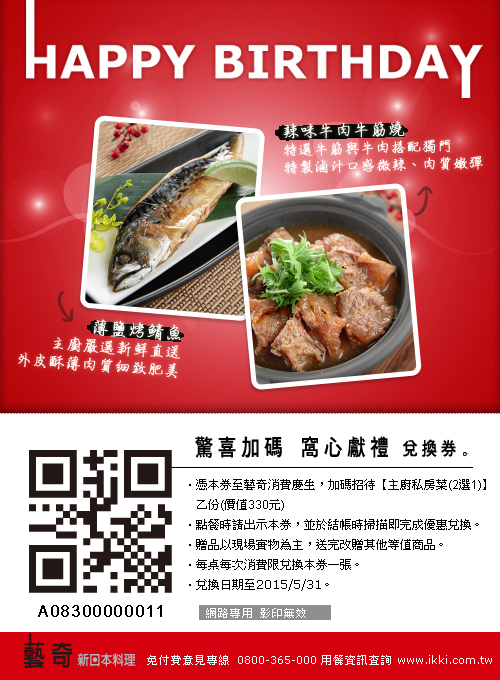 HAPPY BIRTHDAY
辣味牛肉牛筋燒
特選牛筋與牛肉搭配獨門
特製滷汁口感微辣、肉質嫩彈
薄鹽烤鯖魚
主廚嚴選新鮮直送
外皮酥薄肉質細致肥美
驚喜加碼 窩心獻禮 兌換券。
・憑本券至藝奇消費慶生，加碼招待【主廚私房菜(2選1)】
乙份(價值330元)
・點餐時請出示本券，並於結帳時掃描即完成優惠兌換。
・贈品以現場實物為主，送完改贈其他等值商品。
・每桌每次消費限兌換本券一張。
・兌換日期至2015/5/31。
A08300000011
網路專用 影印無效
藝奇 新日本料理 免付費意見專線 0800-365-000 用餐資訊查詢 www.ikki.com.tw